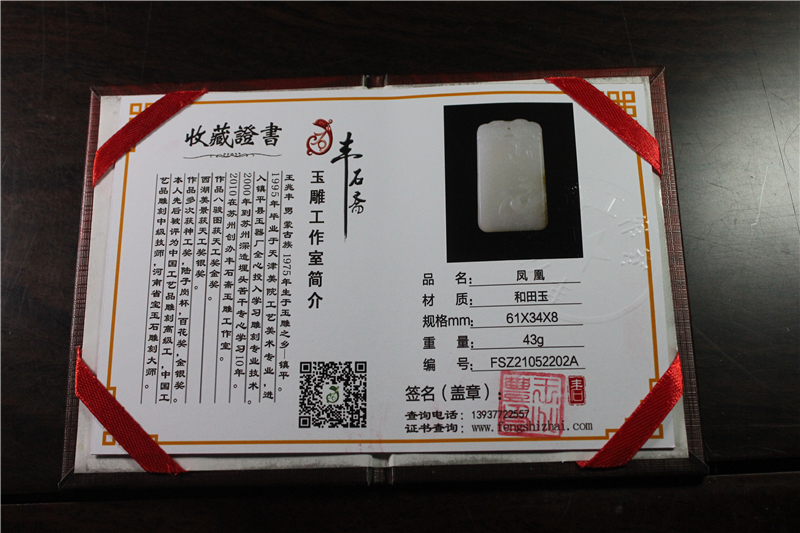 收藏證書
丰石斋
玉雕工作室简介
王兆丰 男 蒙古族 1975年生于玉雕之乡—镇平。
1995年毕业于天津美院工艺美术专业，进
入镇平县玉器厂全心投入学习雕刻专业技术。
2000年到苏州深造埋头苦干专心学习10年。
2010在苏州创办丰石斋玉雕工作室。
作品八骏图获天工奖金奖。
西湖美景获天工奖银奖。
作品多次获神工奖，陆子岗杯，百花奖，金银奖。
本人先后被评为中国工艺品雕刻高级工，中国工
艺品雕刻中级技师，河南省宝玉石雕刻大师。
品 名： 凤凰
材 质： 和田玉
规格mm： 61X34X8
重 量： 43g
编 号： FSZ21052202A
签名（盖章）：
查询电话：13937722557
证书查询：www.fengshizhai.com